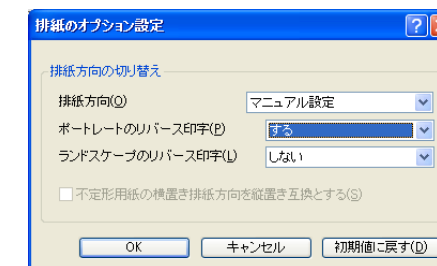 排紙のオプション設定
?
排紙方向の切り替え
排紙方向(O) マニュアル設定
ポートレートのリバース印字(P) する
ランドスケープのリバース印字(L) しない
不定形用紙の横置き排紙方向を縦置き互換とする(S)
OK キャンセル 初期値に戻す(D)